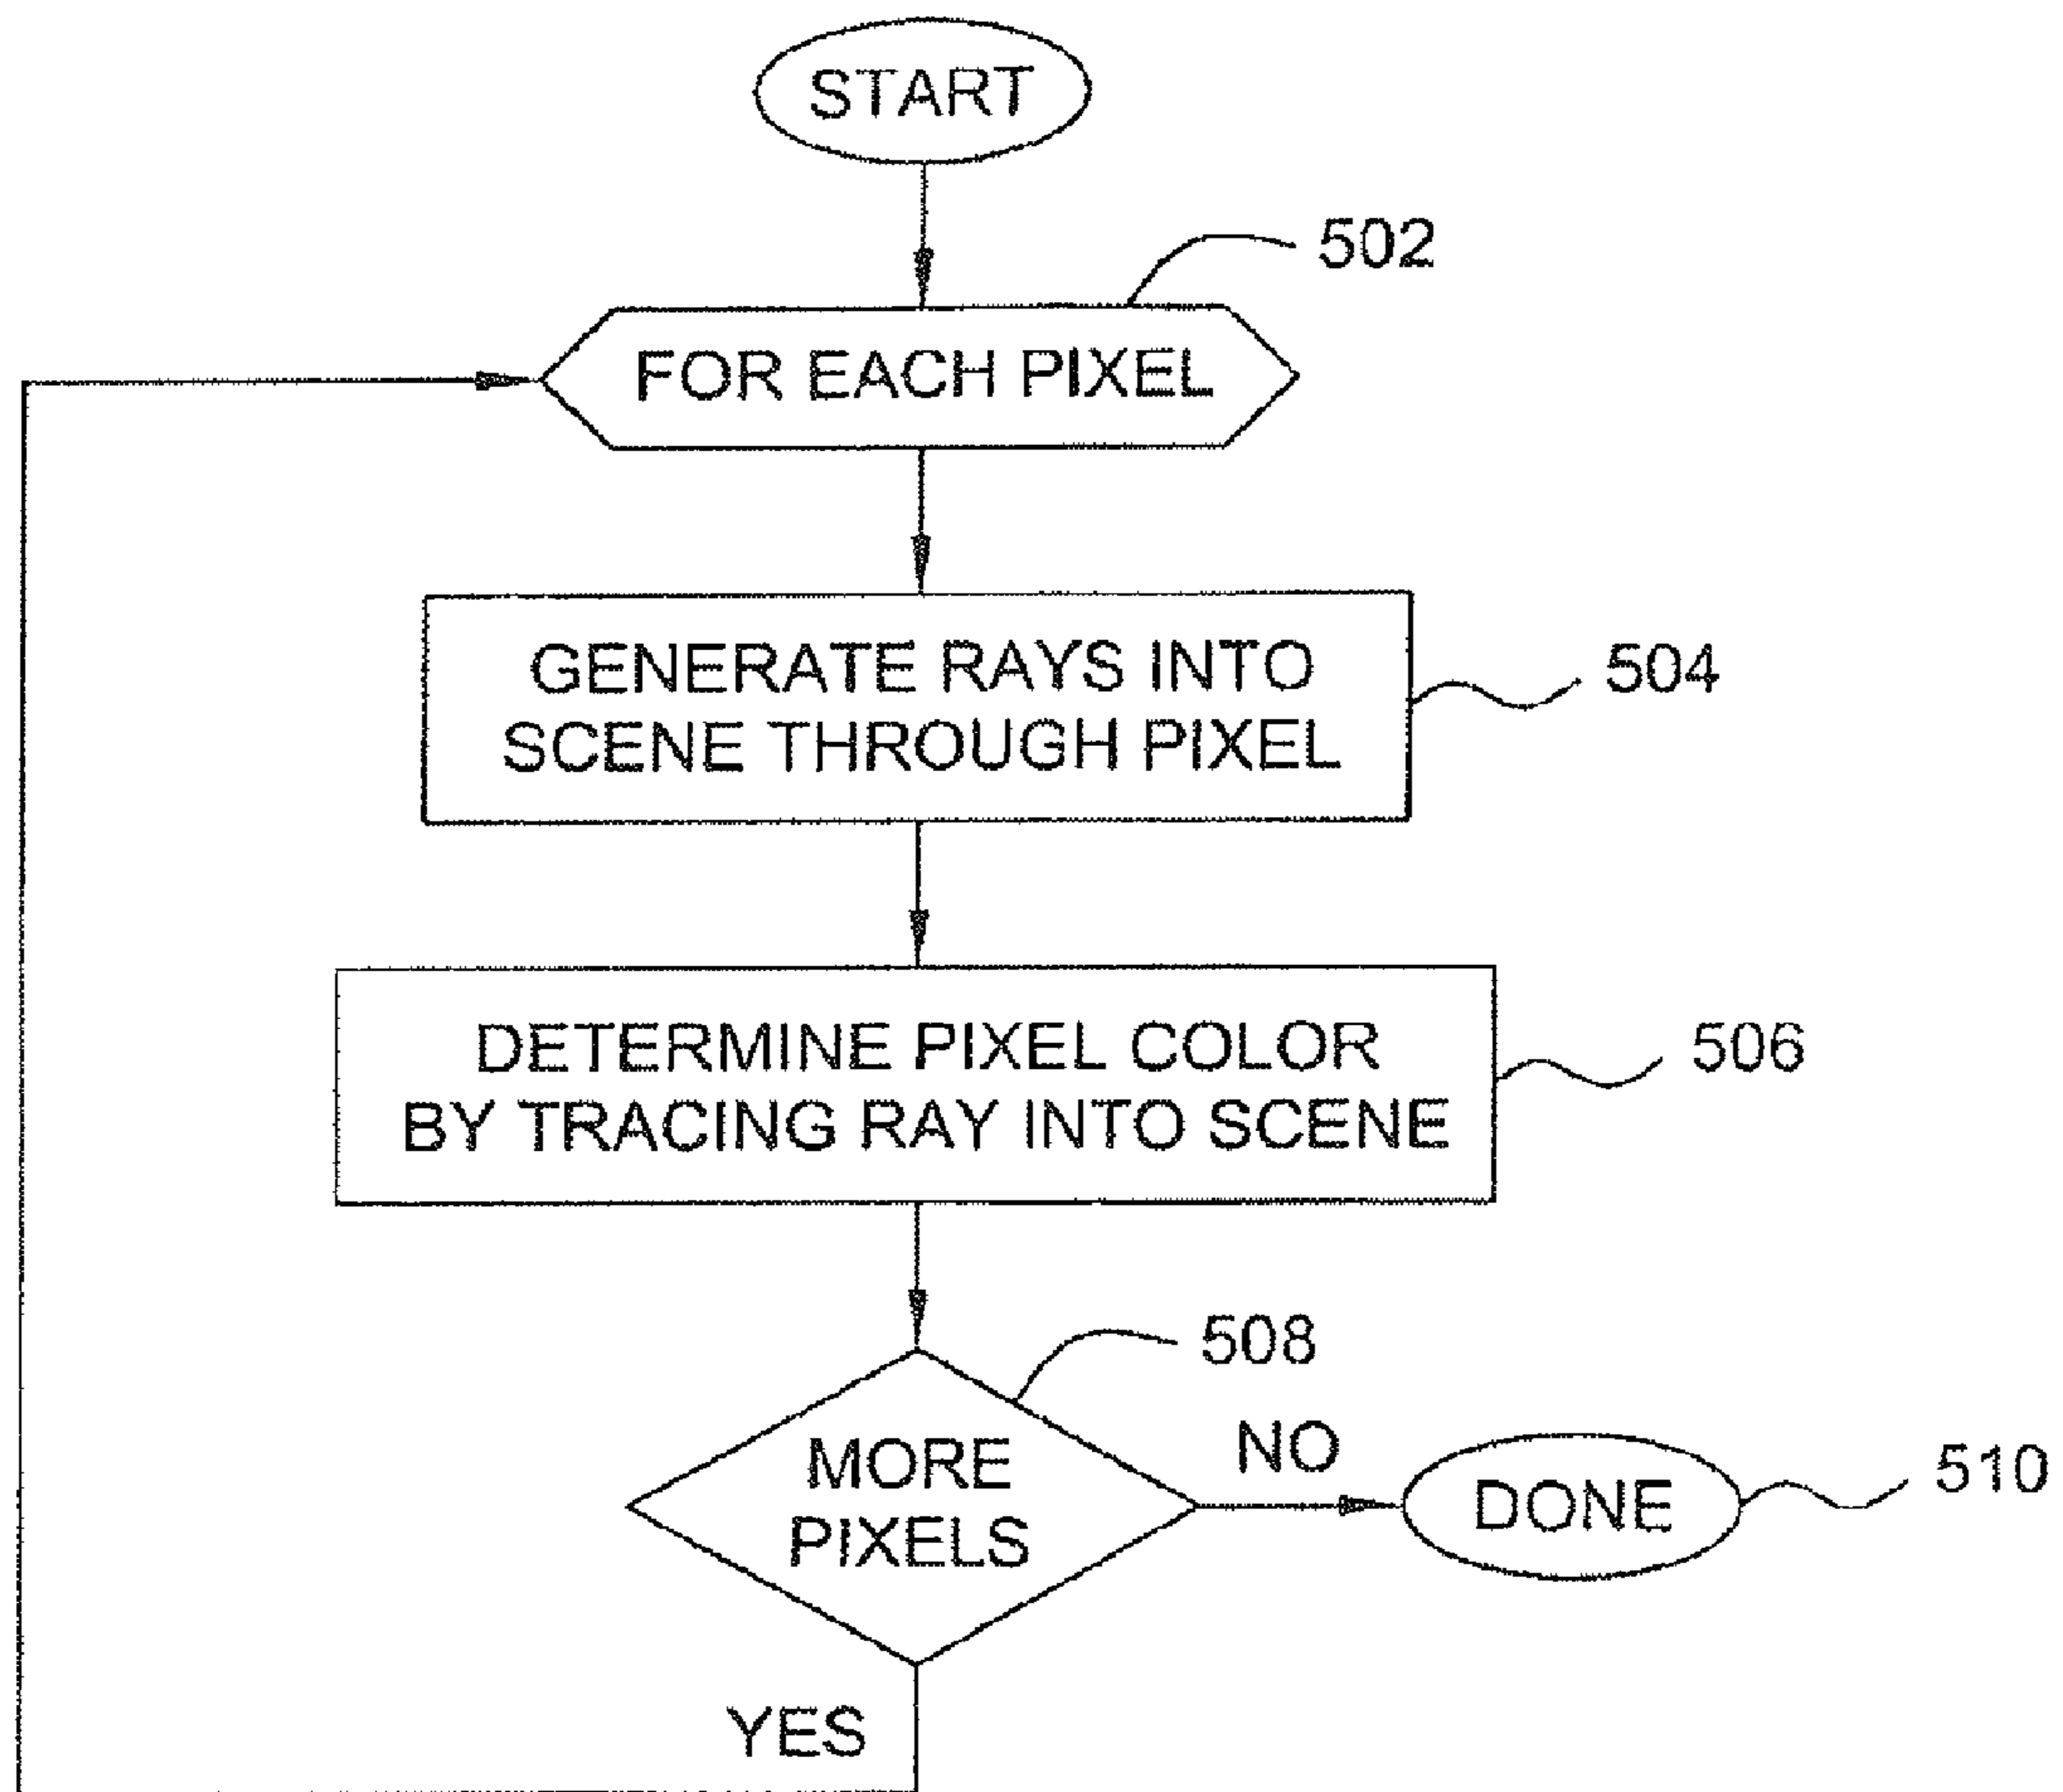 START
502
FOR EACH PIXEL
GENERATE RAYS INTO
SCENE THROUGH PIXEL
504
DETERMINE PIXEL COLOR
BY TRACING RAY INTO SCENE
506
508
MORE
PIXELS
NO
DONE
510
YES